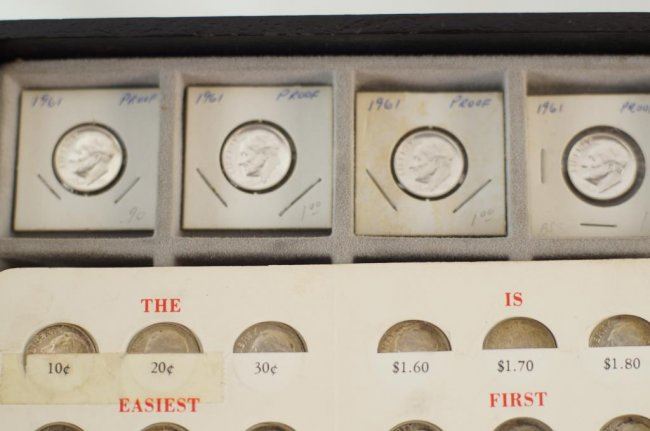 1961 PROOF
1961 PROOF
1961 PROOF
1961 PROOF
.90
1.00
1.00
THE
IS
10¢ 20¢ 30¢
$1.60 $1.70 $1.80
EASIEST
FIRST